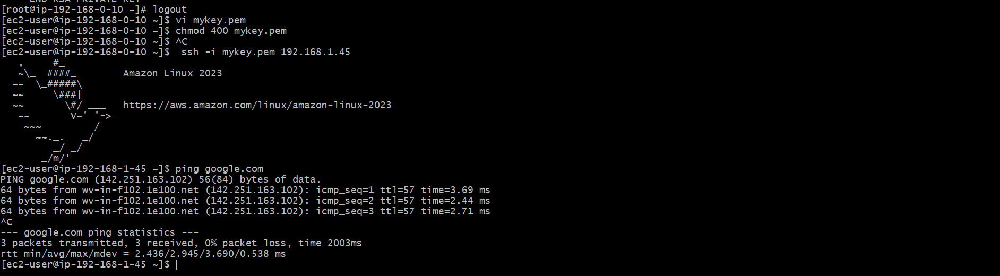 END RSA PRIVATE KEY
[root@ip-192-168-0-10 ~]# logout
[ec2-user@ip-192-168-0-10 ~]$ vi mykey.pem
[ec2-user@ip-192-168-0-10 ~]$ chmod 400 mykey.pem
[ec2-user@ip-192-168-0-10 ~]$ ^C
[ec2-user@ip-192-168-0-10 ~]$  ssh -i mykey.pem 192.168.1.45
   ,     #_
   ~\_  ####_        Amazon Linux 2023
  ~~  \_#####\
  ~~     \###|
  ~~       \#/ ___   https://aws.amazon.com/linux/amazon-linux-2023
   ~~       V~' '->
    ~~~         /
      ~~._.   _/
         _/ _/
       _/m/'
[ec2-user@ip-192-168-1-45 ~]$ ping google.com
PING google.com (142.251.163.102) 56(84) bytes of data.
64 bytes from wv-in-f102.1e100.net (142.251.163.102): icmp_seq=1 ttl=57 time=3.69 ms
64 bytes from wv-in-f102.1e100.net (142.251.163.102): icmp_seq=2 ttl=57 time=2.44 ms
64 bytes from wv-in-f102.1e100.net (142.251.163.102): icmp_seq=3 ttl=57 time=2.71 ms
^C
--- google.com ping statistics ---
3 packets transmitted, 3 received, 0% packet loss, time 2003ms
rtt min/avg/max/mdev = 2.436/2.945/3.690/0.538 ms
[ec2-user@ip-192-168-1-45 ~]$